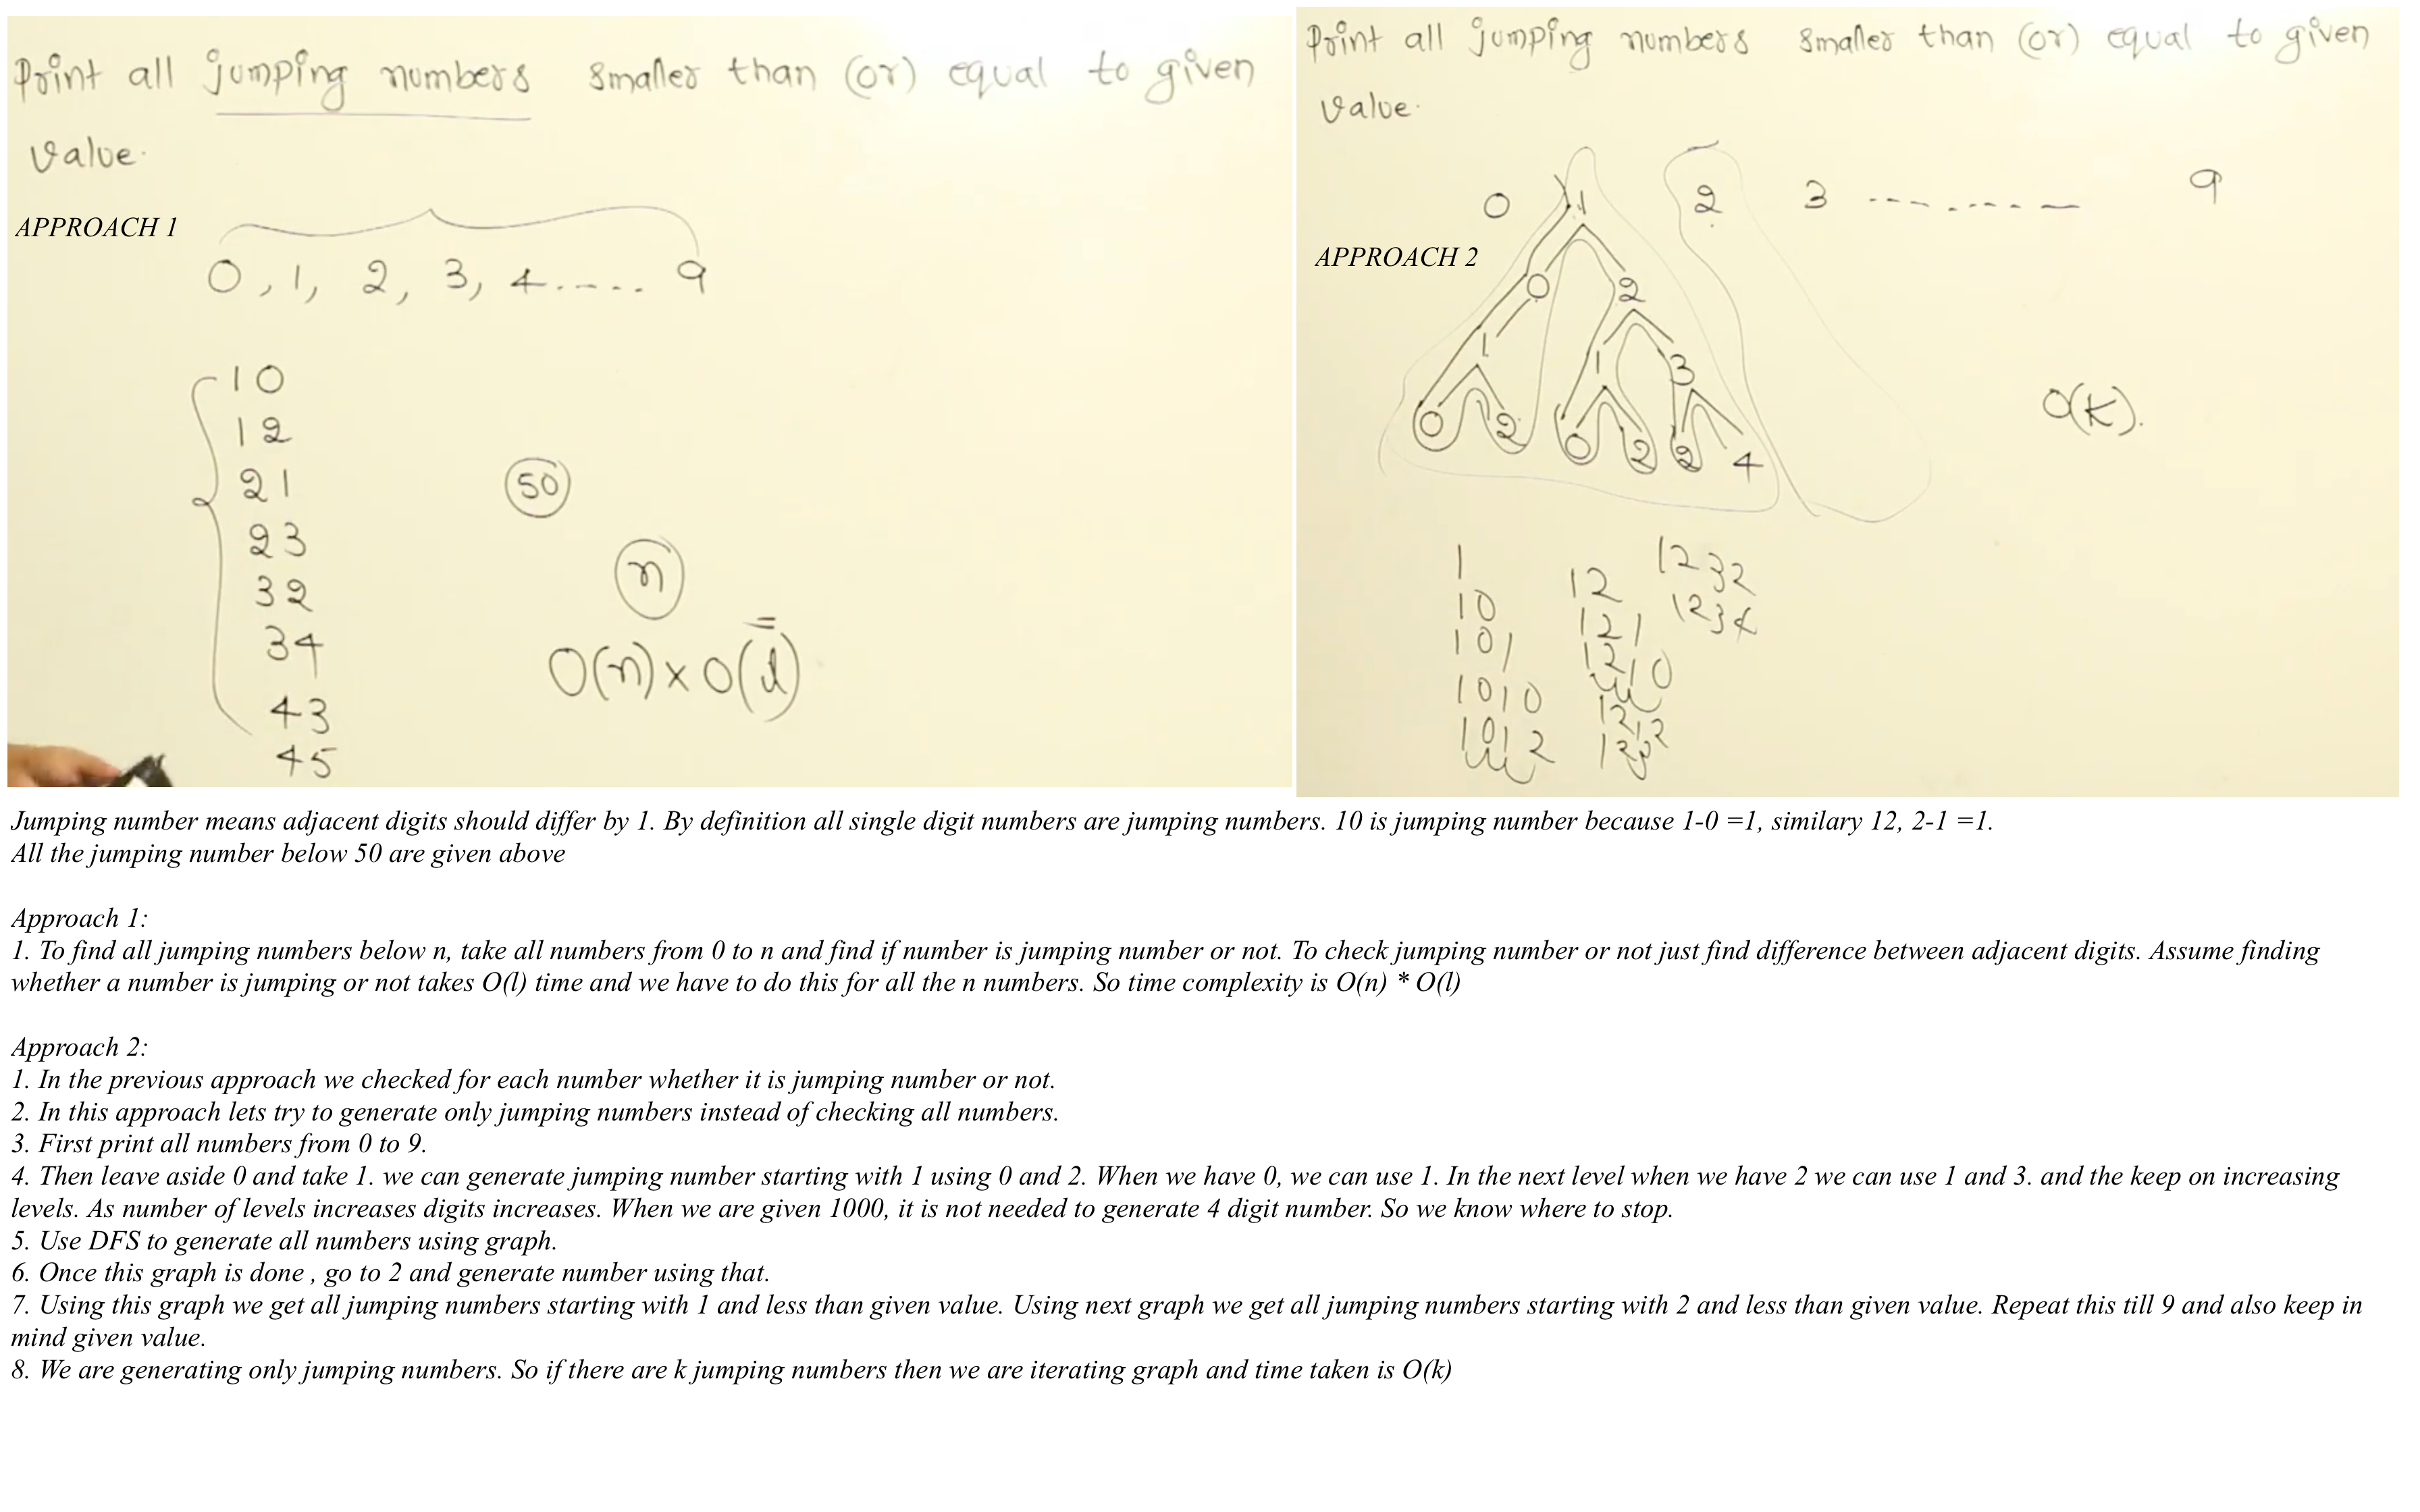 Print all jumping numbers smaller than (or) equal to given
value.
APPROACH 1
0, 1, 2, 3, 4..... 9
10
12
21
23
32
34
43
45
50
n
O(n) x O(l)
Print all jumping numbers smaller than (or) equal to given
value.
0 1 2 3 -------- 9
APPROACH 2
0 2
1 1 3
0 2 0 2 2 4
O(K).
1
10
101
1010
1012
12
121
1210
1212
1232
1234
Jumping number means adjacent digits should differ by 1. By definition all single digit numbers are jumping numbers. 10 is jumping number because 1-0 =1, similary 12, 2-1 =1.
All the jumping number below 50 are given above
Approach 1:
1. To find all jumping numbers below n, take all numbers from 0 to n and find if number is jumping number or not. To check jumping number or not just find difference between adjacent digits. Assume finding
whether a number is jumping or not takes O(l) time and we have to do this for all the n numbers. So time complexity is O(n) * O(l)
Approach 2:
1. In the previous approach we checked for each number whether it is jumping number or not.
2. In this approach lets try to generate only jumping numbers instead of checking all numbers.
3. First print all numbers from 0 to 9.
4. Then leave aside 0 and take 1. we can generate jumping number starting with 1 using 0 and 2. When we have 0, we can use 1. In the next level when we have 2 we can use 1 and 3. and the keep on increasing
levels. As number of levels increases digits increases. When we are given 1000, it is not needed to generate 4 digit number. So we know where to stop.
5. Use DFS to generate all numbers using graph.
6. Once this graph is done , go to 2 and generate number using that.
7. Using this graph we get all jumping numbers starting with 1 and less than given value. Using next graph we get all jumping numbers starting with 2 and less than given value. Repeat this till 9 and also keep in
mind given value.
8. We are generating only jumping numbers. So if there are k jumping numbers then we are iterating graph and time taken is O(k)